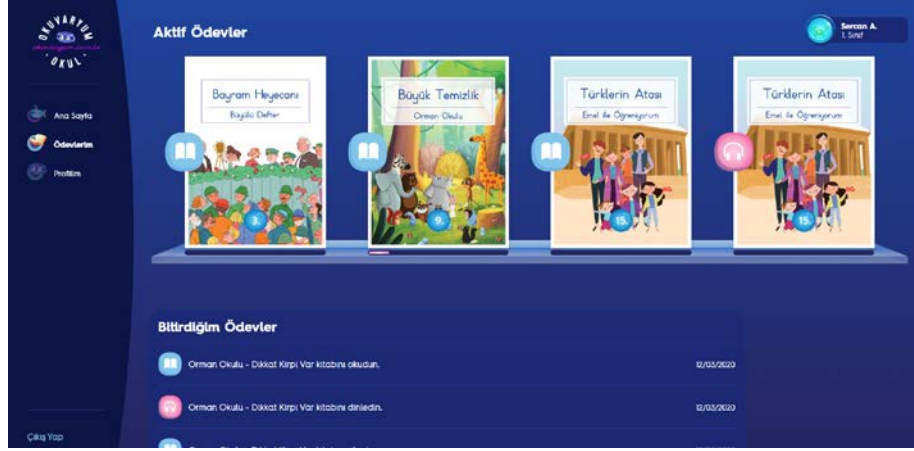 OKUVARYUM
OKUL
Ana Sayfa
Ödevlerim
Profilim
Çıkış Yap
Aktif Ödevler
Sercan A.
1. Sınıf
Bayram Heyecanı
Büyülü Defter
3.
Büyük Temizlik
Orman Okulu
9.
Türklerin Atası
Emel ile Öğreniyorum
15.
Türklerin Atası
Emel ile Öğreniyorum
15.
Bitirdiğim Ödevler
Orman Okulu - Dikkat Kirpi Var kitabını okudun.
12/03/2020
Orman Okulu - Dikkat Kirpi Var kitabını dinledin.
12/03/2020